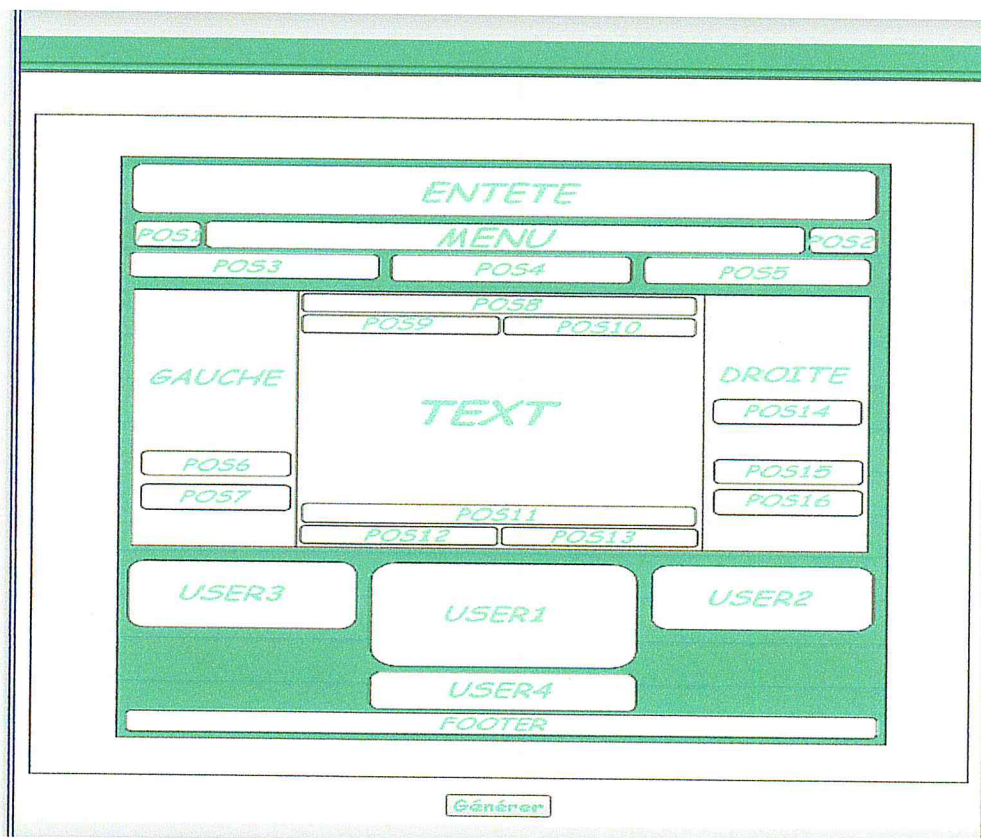 ENTETE
POS1 MENU POS2
POS3 POS4 POS5
POS8
POS9 POS10
GAUCHE
TEXT
DROITE
POS14
POS6
POS7
POS15
POS16
POS11
POS12 POS13
USER3 USER1 USER2
USER4
FOOTER
Générer